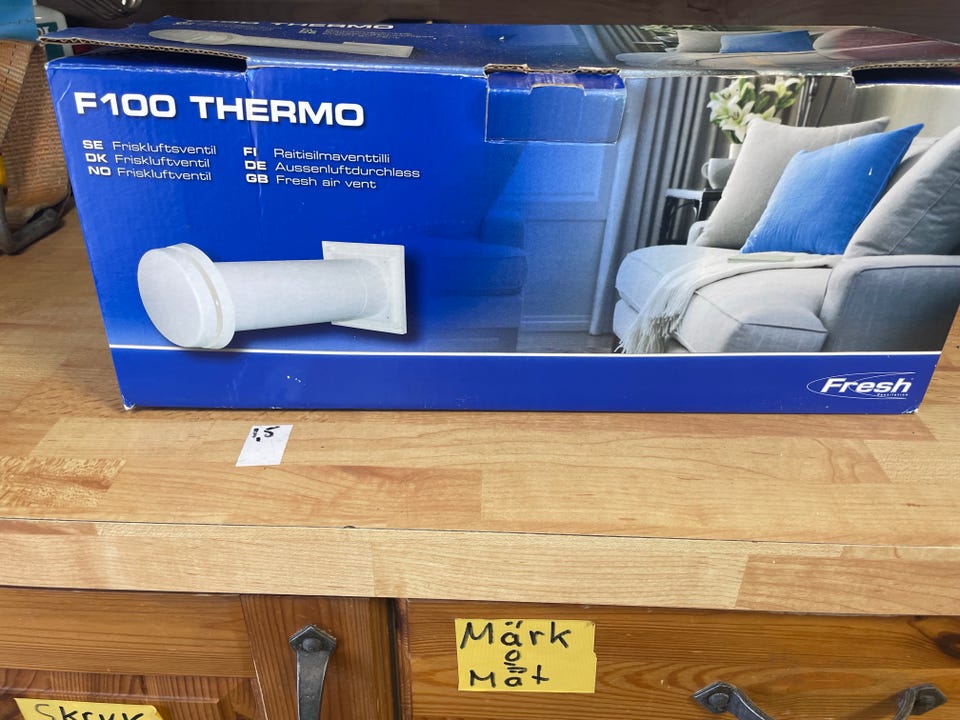 F100 THERMO
SE Friskluftsventil
DK Friskluftventil
NO Friskluftventil
FI Raitisilmaventtiili
DE Aussenluftdurchlass
GB Fresh air vent
Fresh
Ventilation
Märk
o
Mät